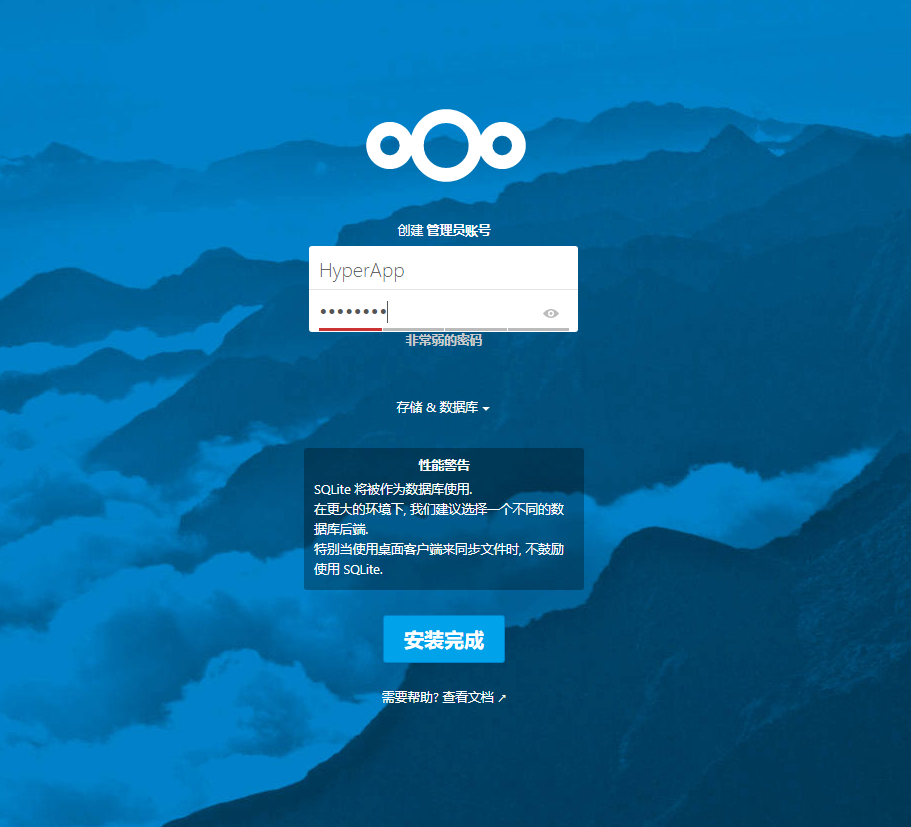 创建 管理员账号
HyperApp
••••••••
非常弱的密码
存储 & 数据库
性能警告
SQLite 将被作为数据库使用.
在更大的环境下, 我们建议选择一个不同的数
据库后端.
特别当使用桌面客户端来同步文件时, 不鼓励
使用 SQLite.
安装完成
需要帮助? 查看文档 ↗